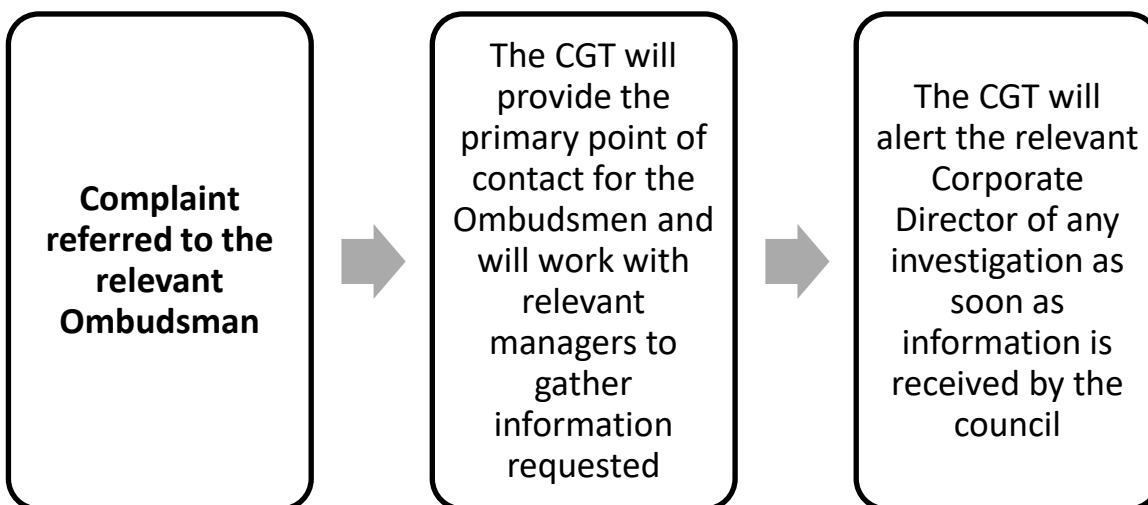 Complaint
referred to the
relevant
Ombudsman
The CGT will
provide the
primary point of
contact for the
Ombudsmen and
will work with
relevant
managers to
gather
information
requested
The CGT will
alert the relevant
Corporate
Director of any
investigation as
soon as
information is
received by the
council